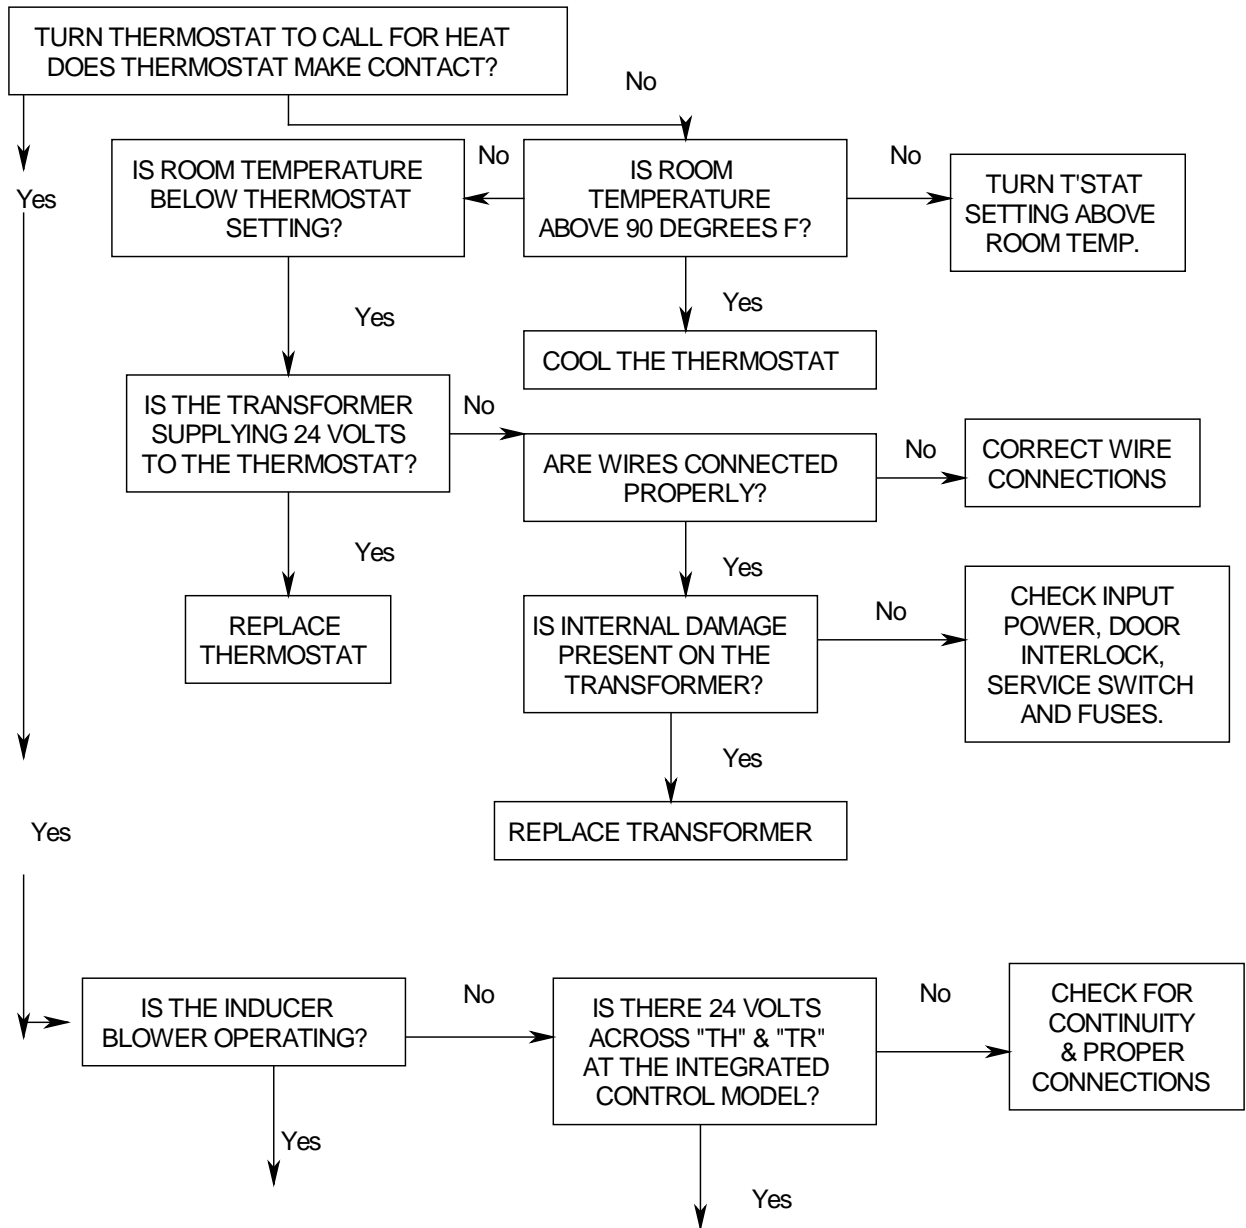 TURN THERMOSTAT TO CALL FOR HEAT
DOES THERMOSTAT MAKE CONTACT?
No
Yes
IS ROOM TEMPERATURE
BELOW THERMOSTAT
SETTING?
No
IS ROOM
TEMPERATURE
ABOVE 90 DEGREES F?
No
TURN T'STAT
SETTING ABOVE
ROOM TEMP.
Yes
Yes
COOL THE THERMOSTAT
IS THE TRANSFORMER
SUPPLYING 24 VOLTS
TO THE THERMOSTAT?
No
ARE WIRES CONNECTED
PROPERLY?
No
CORRECT WIRE
CONNECTIONS
Yes
Yes
REPLACE
THERMOSTAT
IS INTERNAL DAMAGE
PRESENT ON THE
TRANSFORMER?
No
CHECK INPUT
POWER, DOOR
INTERLOCK,
SERVICE SWITCH
AND FUSES.
Yes
REPLACE TRANSFORMER
Yes
IS THE INDUCER
BLOWER OPERATING?
No
IS THERE 24 VOLTS
ACROSS "TH" & "TR"
AT THE INTEGRATED
CONTROL MODEL?
No
CHECK FOR
CONTINUITY
& PROPER
CONNECTIONS
Yes
Yes